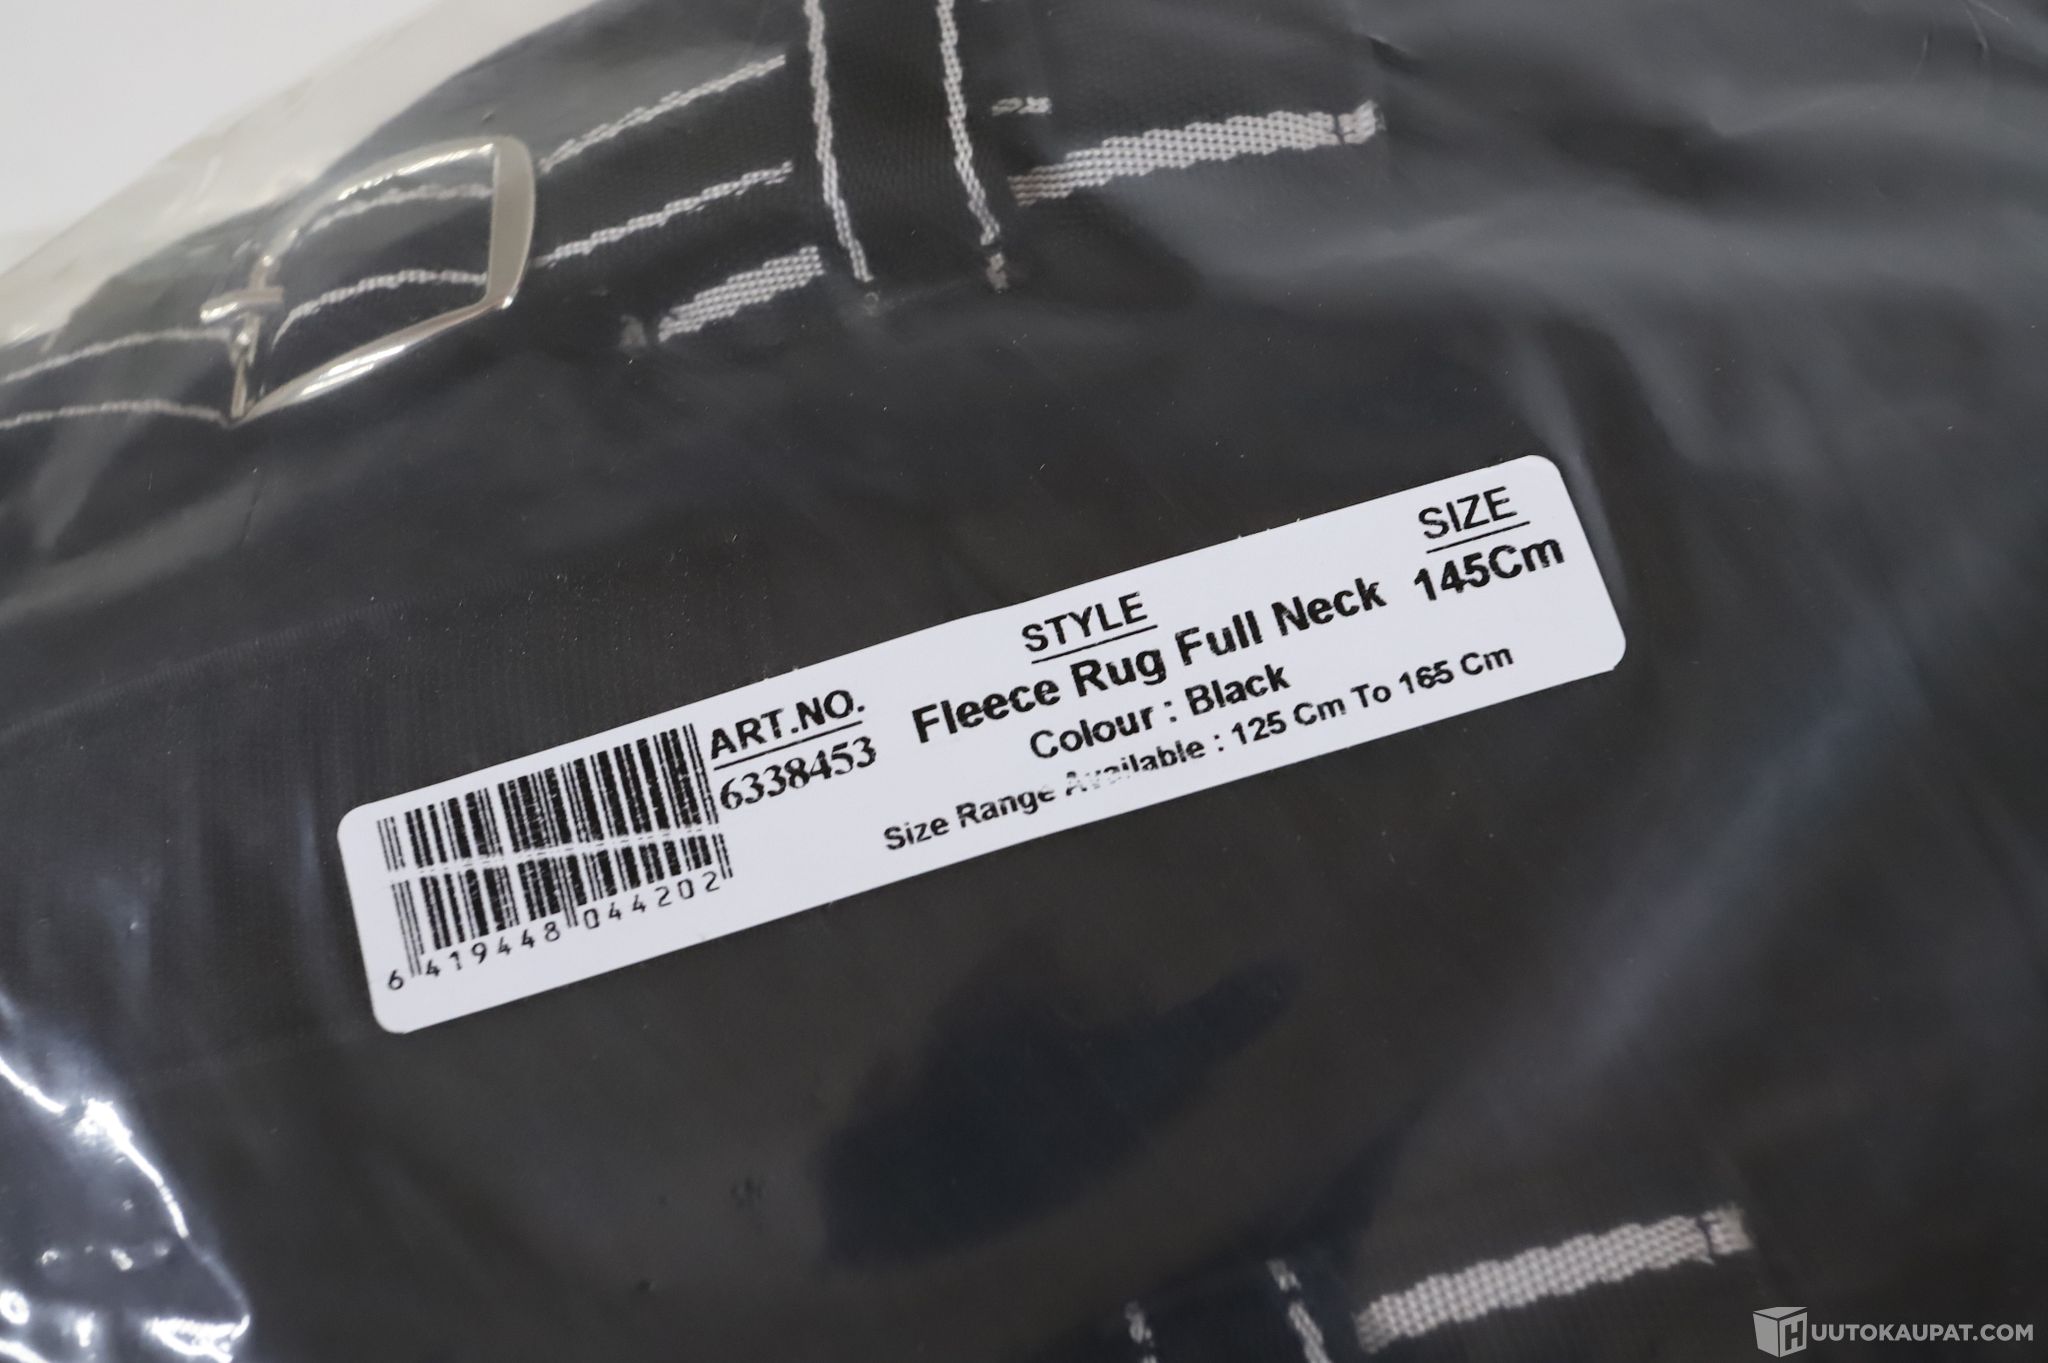 SIZE
145Cm
STYLE
Fleece Rug Full Neck
Colour : Black
Size Range Available : 125 Cm To 165 Cm
ART.NO.
6338453
6 419448 044202
HUUTOKAUPAT.COM